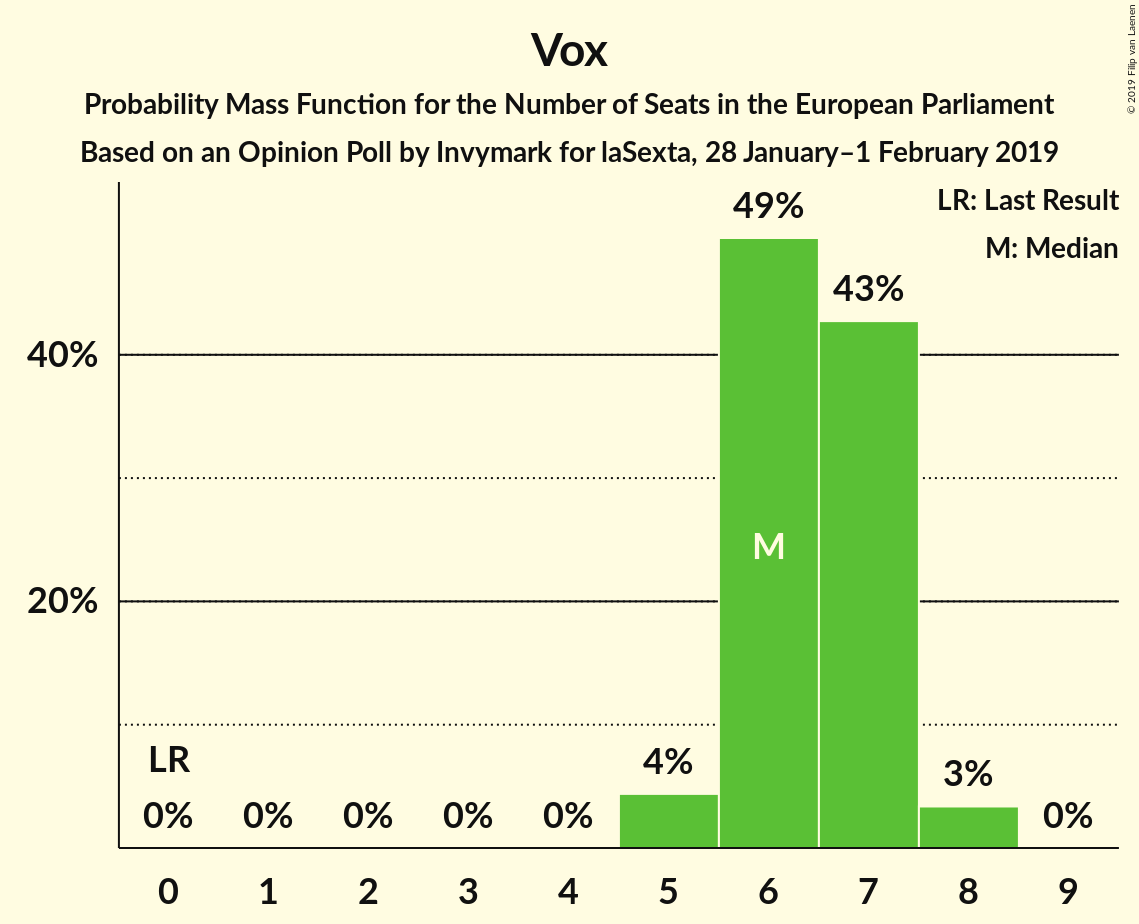 Vox
Probability Mass Function for the Number of Seats in the European Parliament
Based on an Opinion Poll by Invymark for laSexta, 28 January–1 February 2019
© 2019 Filip van Laenen
LR: Last Result
M: Median
49%
43%
40%
M
20%
LR
4%
3%
0% 0% 0% 0% 0% 0%
0 1 2 3 4 5 6 7 8 9